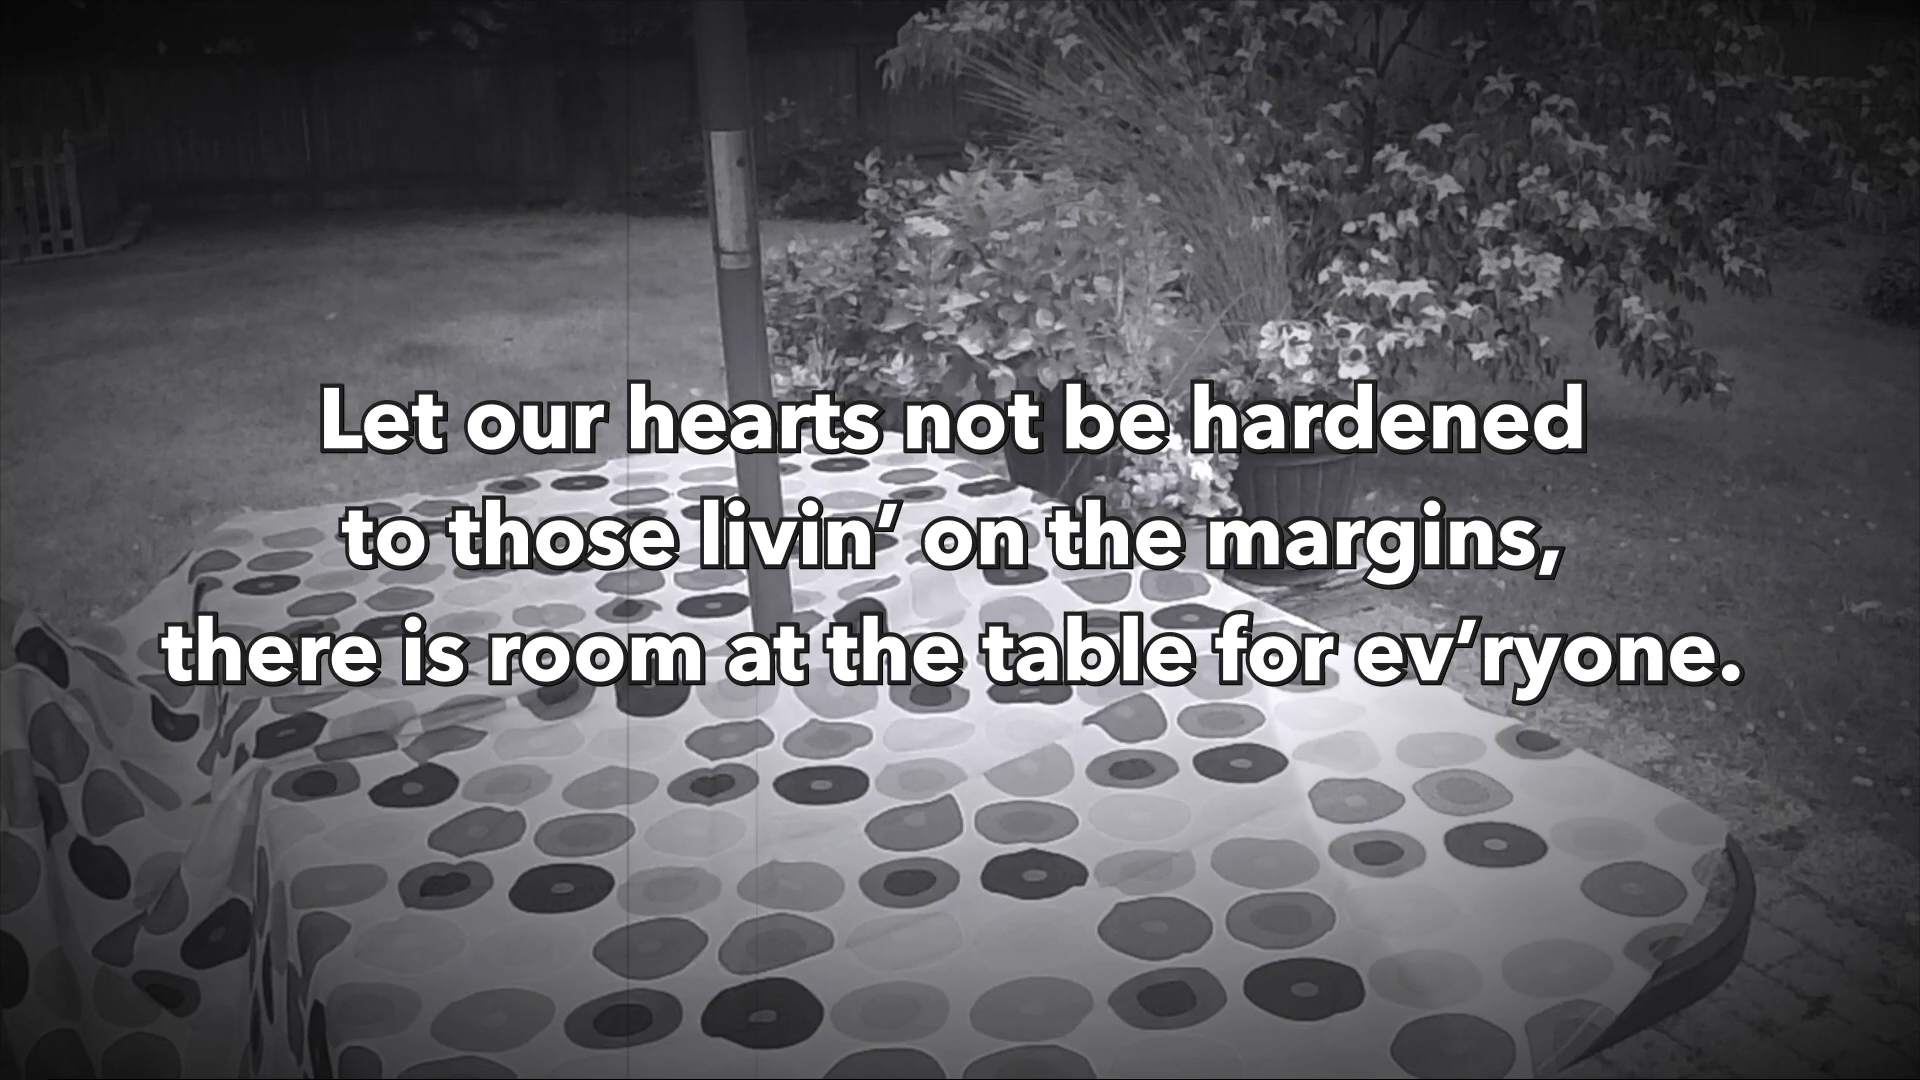 Let our hearts not be hardened
to those livin’ on the margins,
there is room at the table for ev’ryone.